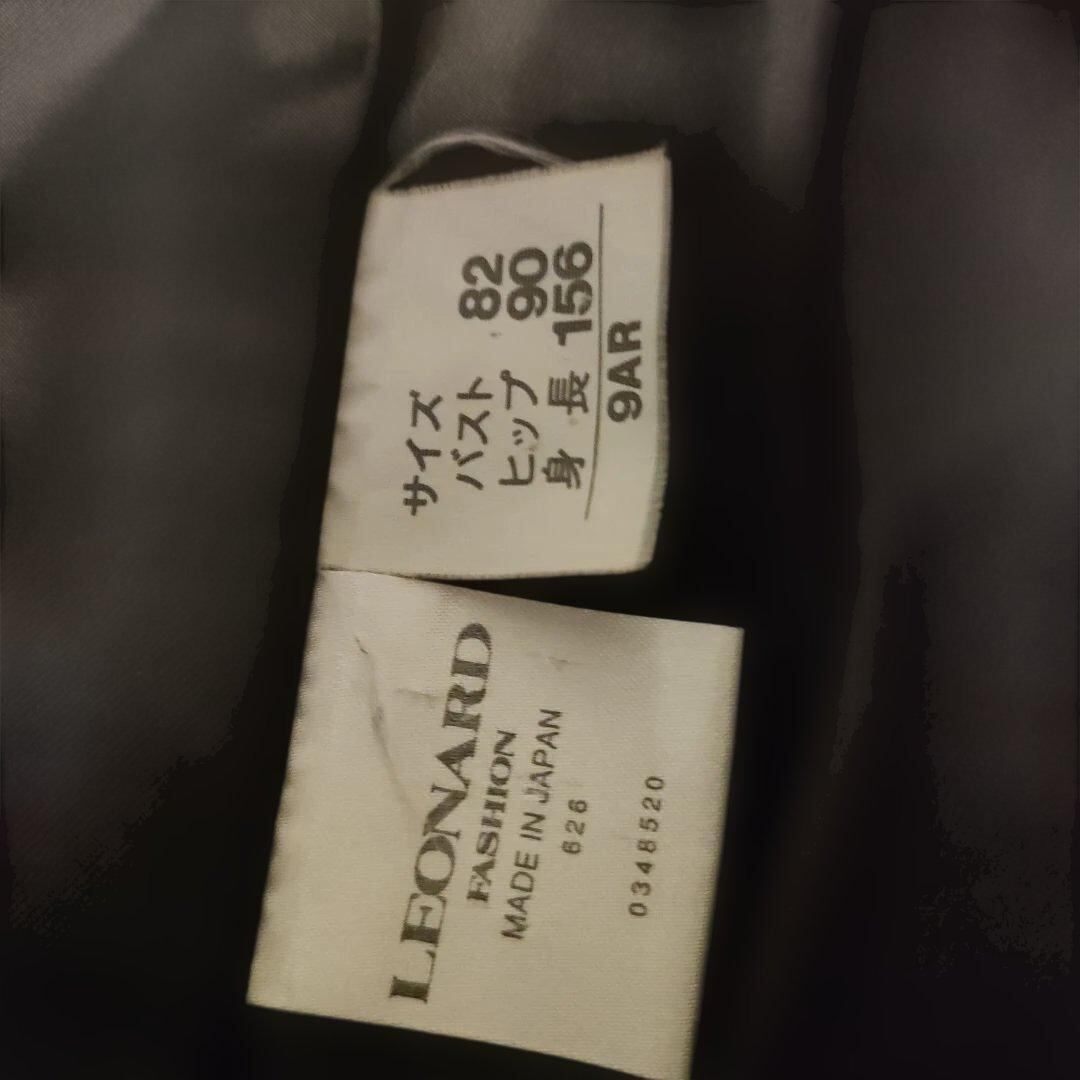 サイズ
バスト 82
ヒップ 90
身長 156
9AR
LEONARD
FASHION
MADE IN JAPAN
626
0348520